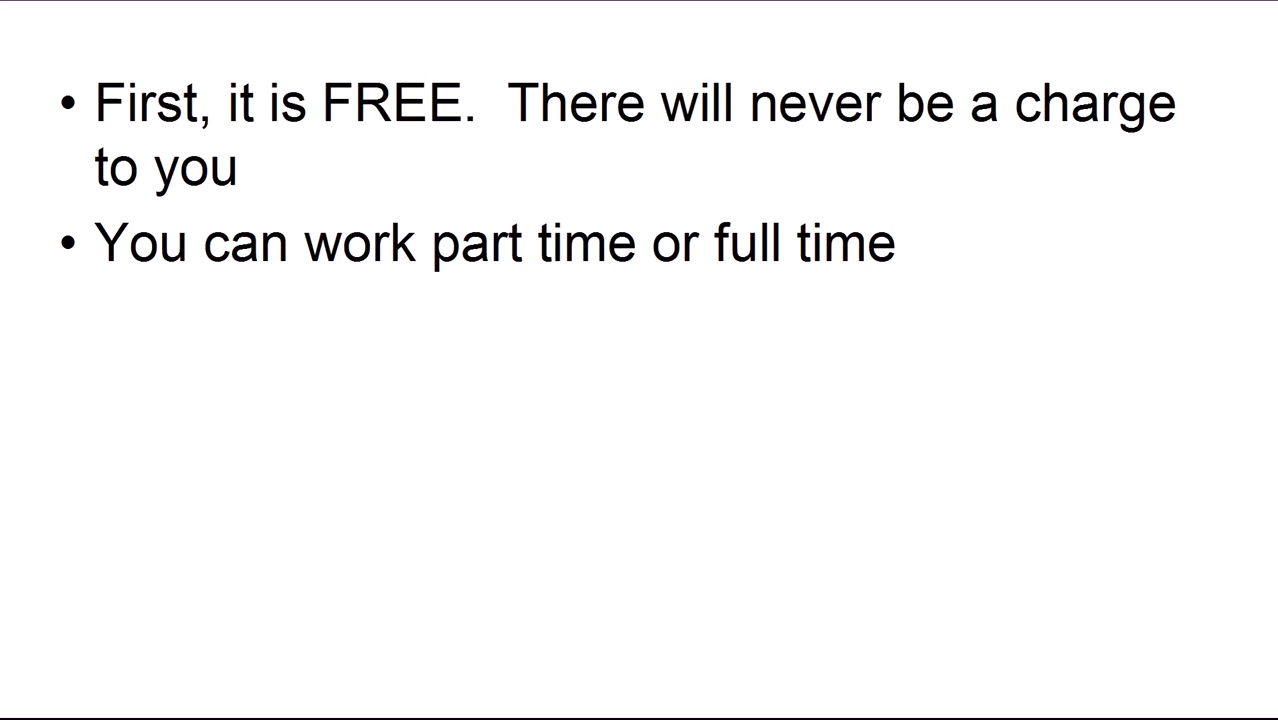 • First, it is FREE.  There will never be a charge
to you
• You can work part time or full time